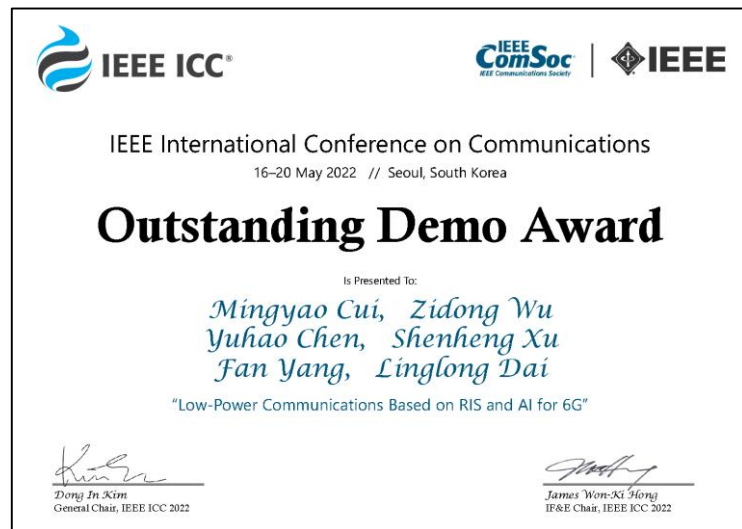 IEEE ICC®
IEEE
ComSoc
IEEE Communications Society
IEEE
IEEE International Conference on Communications
16–20 May 2022 // Seoul, South Korea
Outstanding Demo Award
Is Presented To:
Mingyao Cui, Zidong Wu
Yuhao Chen, Shenheng Xu
Fan Yang, Linglong Dai
“Low-Power Communications Based on RIS and AI for 6G”
Dong In Kim
General Chair, IEEE ICC 2022
James Won-Ki Hong
IF&E Chair, IEEE ICC 2022